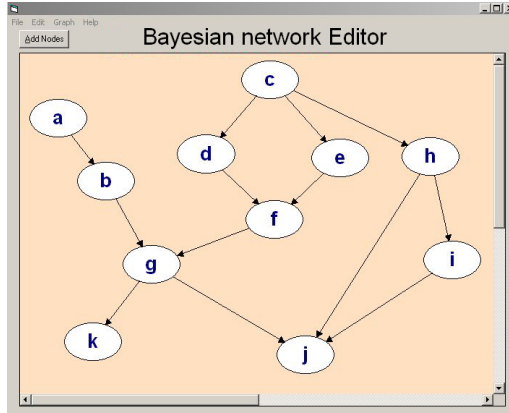 File Edit Graph Help
Add Nodes
Bayesian network Editor
c
a
d
e
h
b
f
g
i
k
j